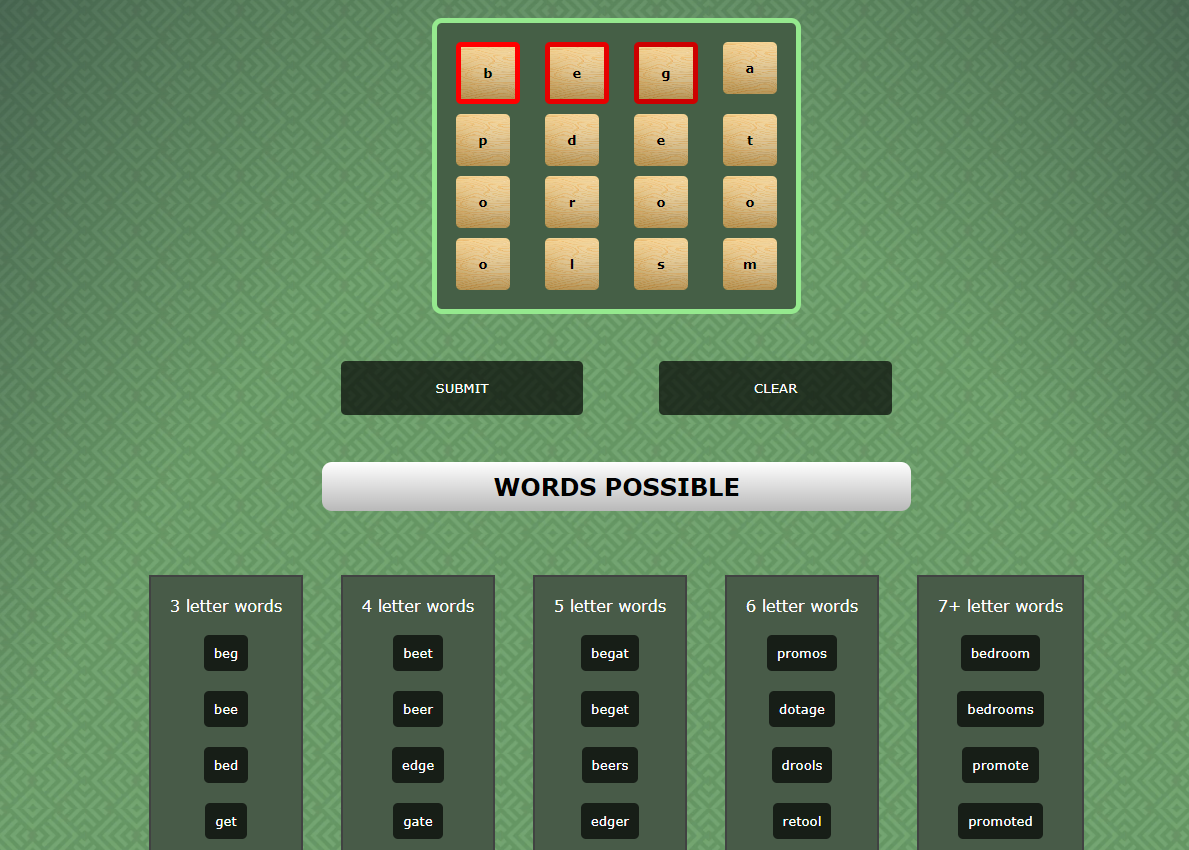 b e g a
p d e t
o r o o
o l s m
SUBMIT CLEAR
WORDS POSSIBLE
3 letter words 4 letter words 5 letter words 6 letter words 7+ letter words
beg beet begat promos bedroom
bee beer beget dotage bedrooms
bed edge beers drools promote
get gate edger retool promoted